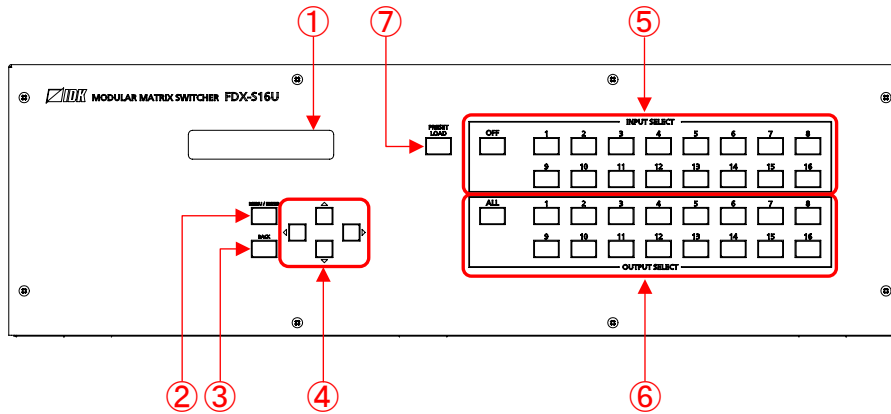 ① ⑦ ⑤
IDK MODULAR MATRIX SWITCHER FDX-S16U
PRESET
LOAD
INPUT SELECT
OFF 1 2 3 4 5 6 7 8
9 10 11 12 13 14 15 16
MENU / ENTER
BACK
ALL 1 2 3 4 5 6 7 8
9 10 11 12 13 14 15 16
OUTPUT SELECT
② ③ ④ ⑥